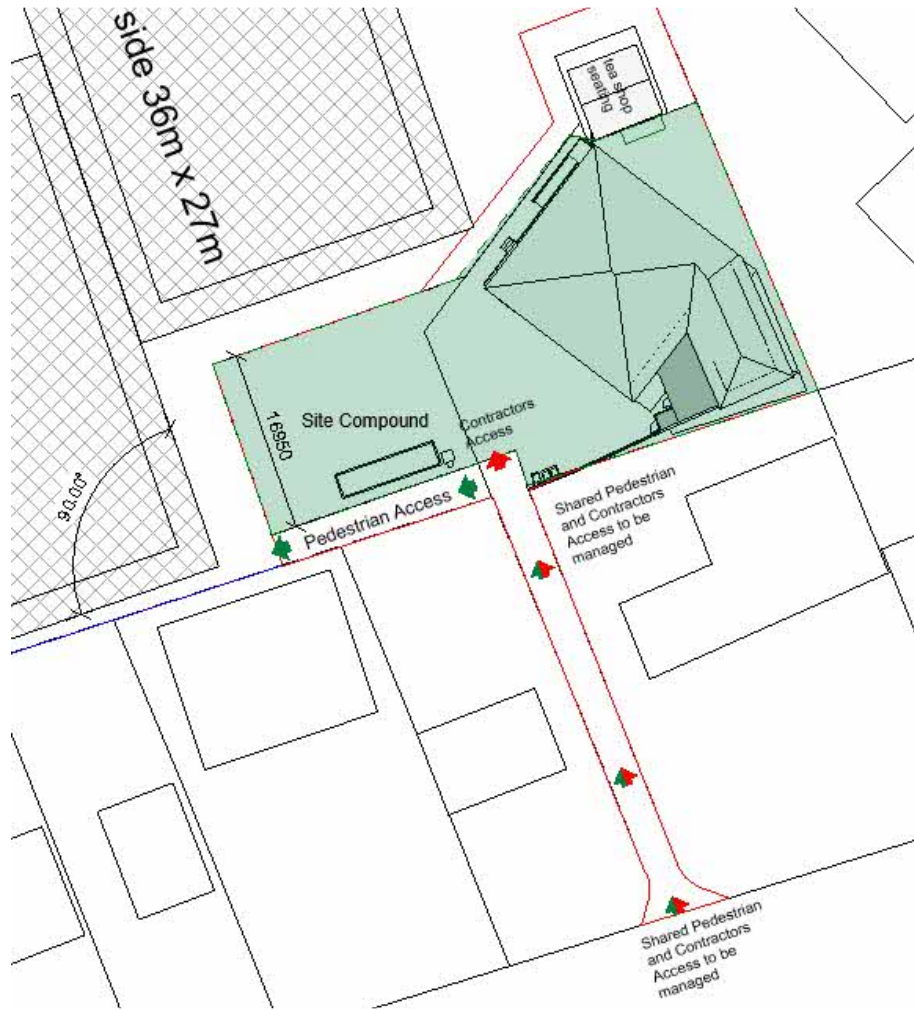 side 36m x 27m
tea shop
seating
Site Compound
16950
Contractors
Access
90.00°
Pedestrian Access
Shared Pedestrian
and Contractors
Access to be
managed
Shared Pedestrian
and Contractors
Access to be
managed